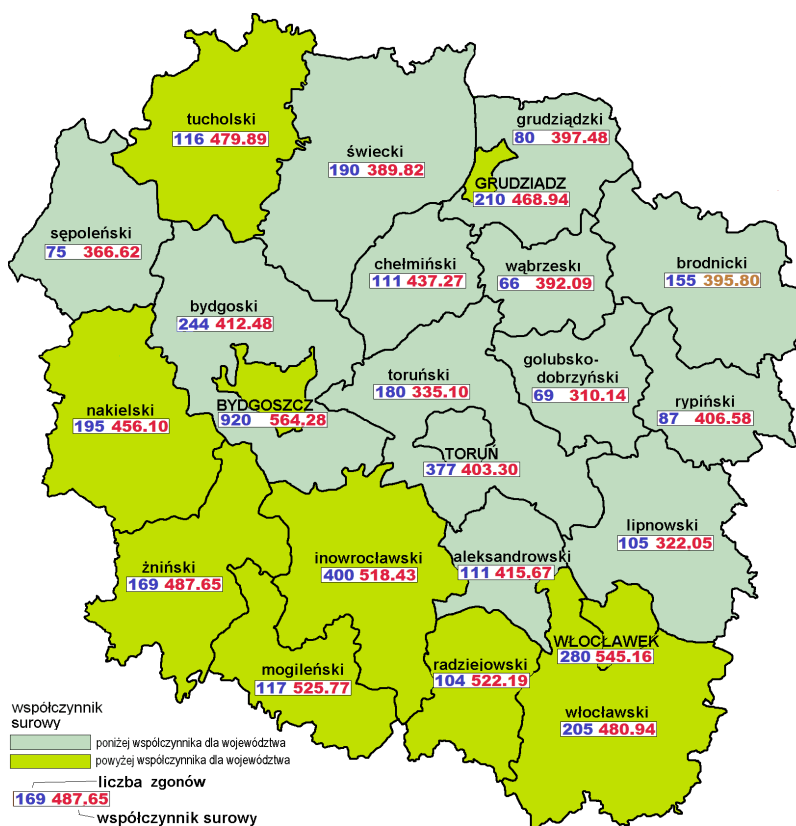 tucholski
116 479.89
świecki
190 389.82
grudziądzki
80 397.48
GRUDZIADZ
210 468.94
sępoleński
75 366.62
chełmiński
111 437.27
wąbrzeskı
66 392.09
brodnicki
155 395.80
bydgoski
244 412.48
toruński
180 335.10
golubsko-
dobrzyński
69 310.14
rypiński
87 406.58
nakielski
195 456.10
BYDGOSZCZ
920 564.28
TORUŃ
377 403.30
lipnowski
105 322.05
żniński
169 487.65
inowrocławski
400 518.43
aleksandrowski
111 415.67
mogileński
117 525.77
radziejowski
104 522.19
WŁOCŁAWEK
280 545.16
włocławski
205 480.94
współczynnik
surowy
poniżej współczynnika dla województwa
powyżej współczynnika dla województwa
liczba zgonów
169 487.65
współczynnik surowy